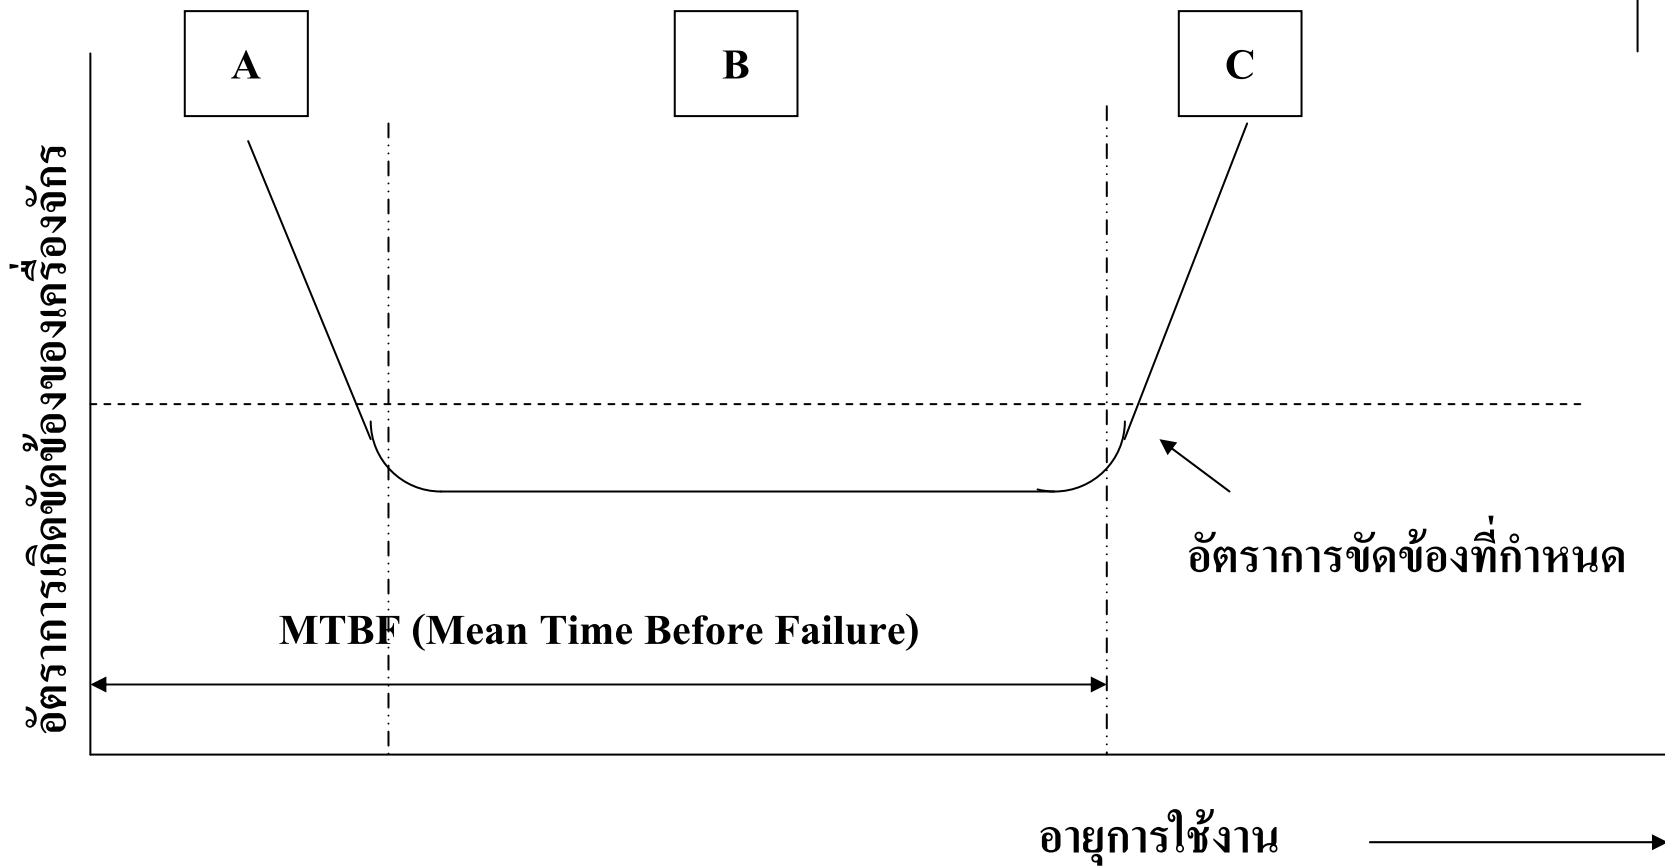 A
B
C
อัตราการเกิดขัดข้องของเครื่องจักร
อัตราการขัดข้องที่กำหนด
MTBF (Mean Time Before Failure)
อายุการใช้งาน